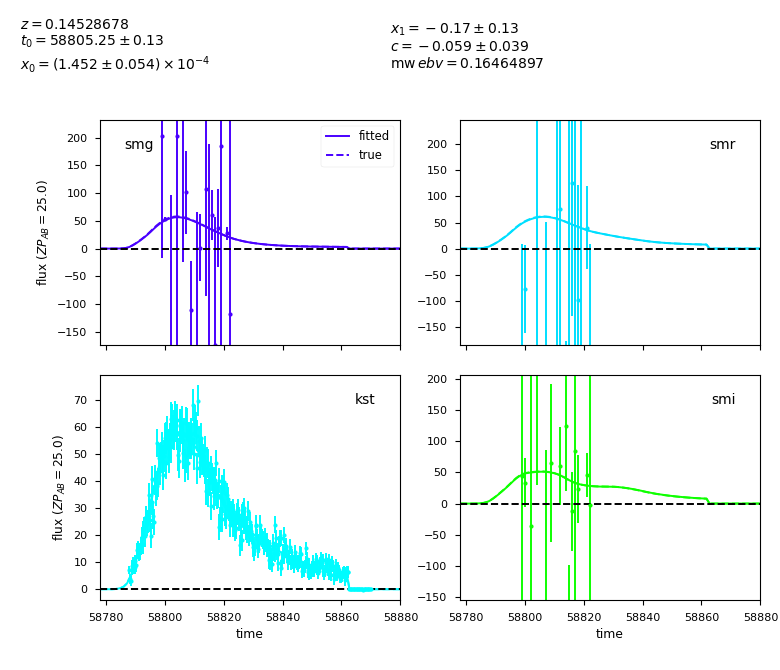 z = 0.14528678
t₀ = 58805.25 ± 0.13
x₀ = (1.452 ± 0.054) × 10⁻⁴
x₁ = −0.17 ± 0.13
c = −0.059 ± 0.039
mw ebv = 0.16464897
smg
fitted
true
200
150
100
50
0
−50
−100
−150
flux (ZP_AB = 25.0)
smr
200
150
100
50
0
−50
−100
−150
kst
70
60
50
40
30
20
10
0
flux (ZP_AB = 25.0)
58780 58800 58820 58840 58860 58880
time
smi
200
150
100
50
0
−50
−100
−150
58780 58800 58820 58840 58860 58880
time